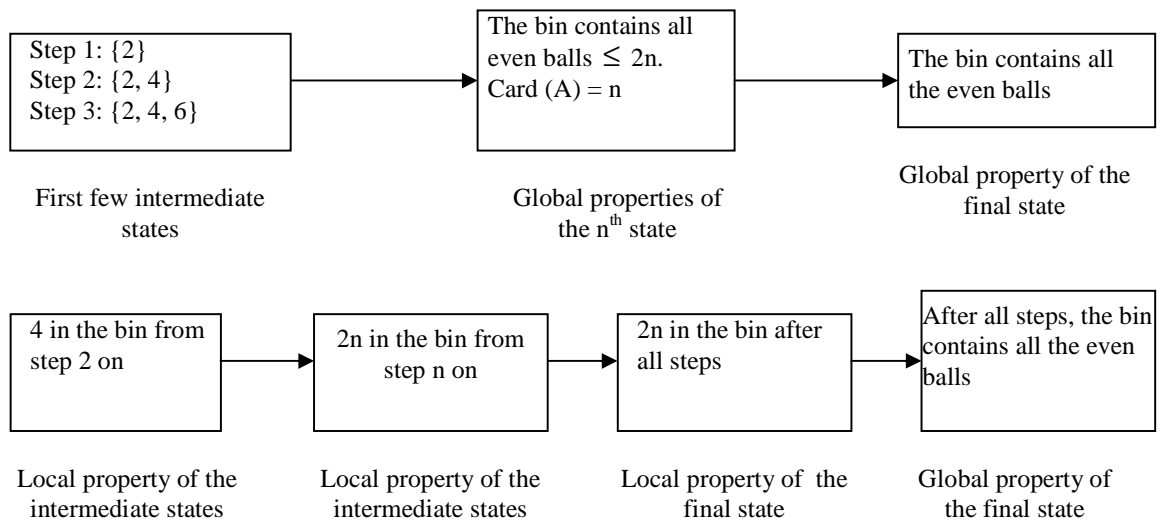 Step 1: {2}
Step 2: {2, 4}
Step 3: {2, 4, 6}
The bin contains all
even balls ≤ 2n.
Card (A) = n
The bin contains all
the even balls
First few intermediate
states
Global properties of
the nth state
Global property of the
final state
4 in the bin from
step 2 on
2n in the bin from
step n on
2n in the bin after
all steps
After all steps, the bin
contains all the even
balls
Local property of the
intermediate states
Local property of the
intermediate states
Local property of the
final state
Global property of
the final state